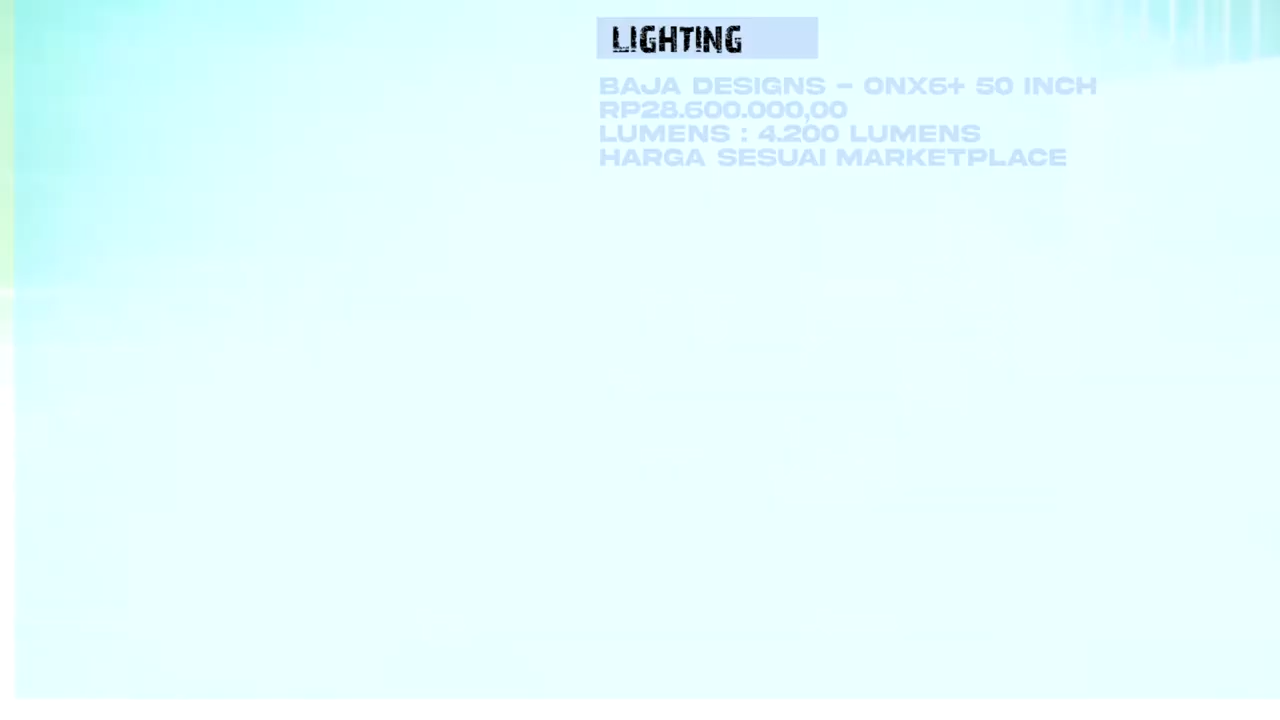 LIGHTING
BAJA DESIGNS – ONX6+ 50 INCH
RP28.600.000,00
LUMENS : 4.200 LUMENS
HARGA SESUAI MARKETPLACE